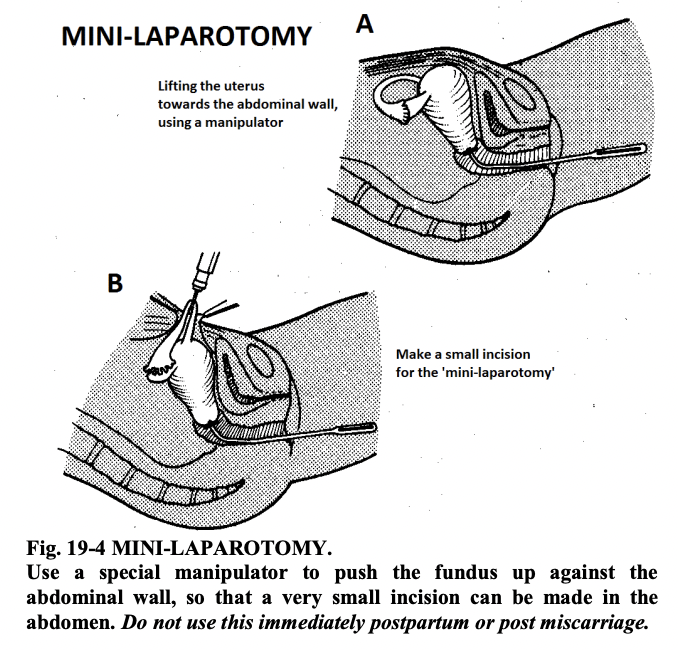 MINI-LAPAROTOMY
A
Lifting the uterus
towards the abdominal wall,
using a manipulator
B
Make a small incision
for the 'mini-laparotomy'
Fig. 19-4 MINI-LAPAROTOMY.
Use a special manipulator to push the fundus up against the
abdominal wall, so that a very small incision can be made in the
abdomen. Do not use this immediately postpartum or post miscarriage.